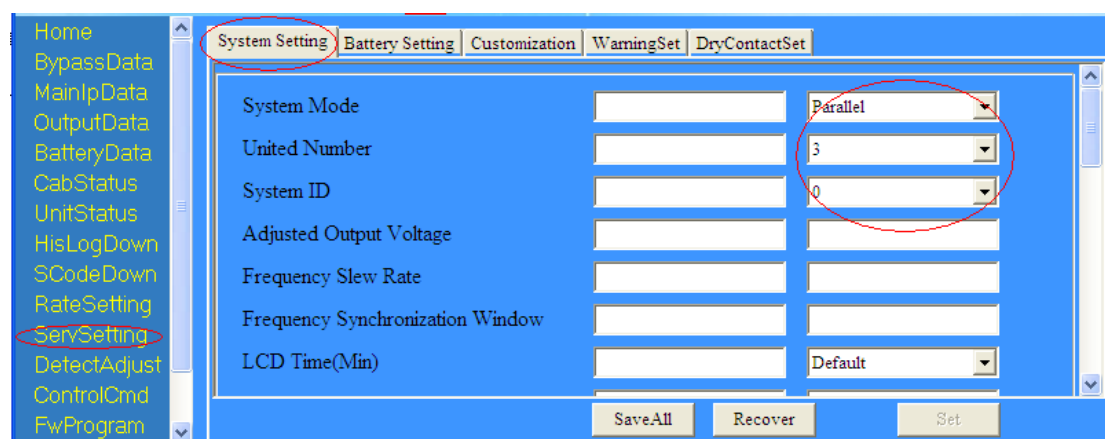 Home
BypassData
MainIpData
OutputData
BatteryData
CabStatus
UnitStatus
HisLogDown
SCodeDown
RateSetting
ServSetting
DetectAdjust
ControlCmd
FwProgram
System Setting Battery Setting Customization WarningSet DryContactSet
System Mode Parallel
United Number 3
System ID 0
Adjusted Output Voltage
Frequency Slew Rate
Frequency Synchronization Window
LCD Time(Min) Default
SaveAll Recover Set